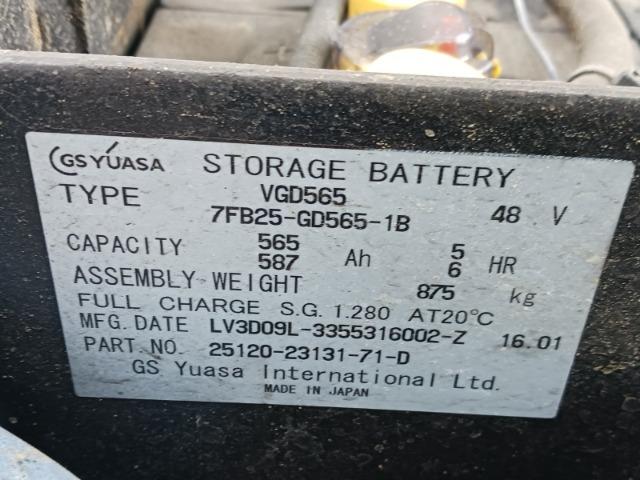 GS YUASA STORAGE BATTERY
TYPE VGD565
7FB25-GD565-1B 48 V
CAPACITY 565 Ah 5 HR
587 6
ASSEMBLY WEIGHT 875 kg
FULL CHARGE S.G. 1.280 AT20℃
MFG. DATE LV3D09L-3355316002-Z 16.01
PART NO. 25120-23131-71-D
GS Yuasa International Ltd.
MADE IN JAPAN